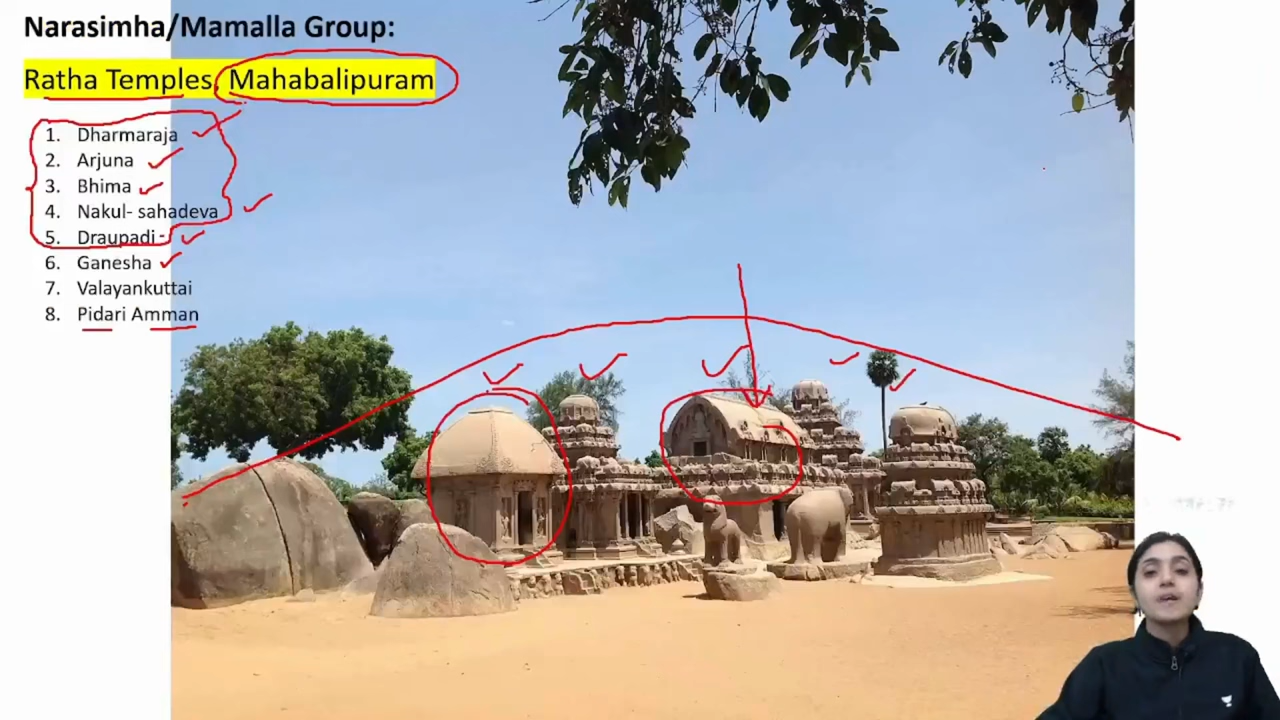 Narasimha/Mamalla Group:
Ratha Temples, Mahabalipuram
1. Dharmaraja
2. Arjuna
3. Bhima
4. Nakul- sahadeva
5. Draupadi-
6. Ganesha
7. Valayankuttai
8. Pidari Amman